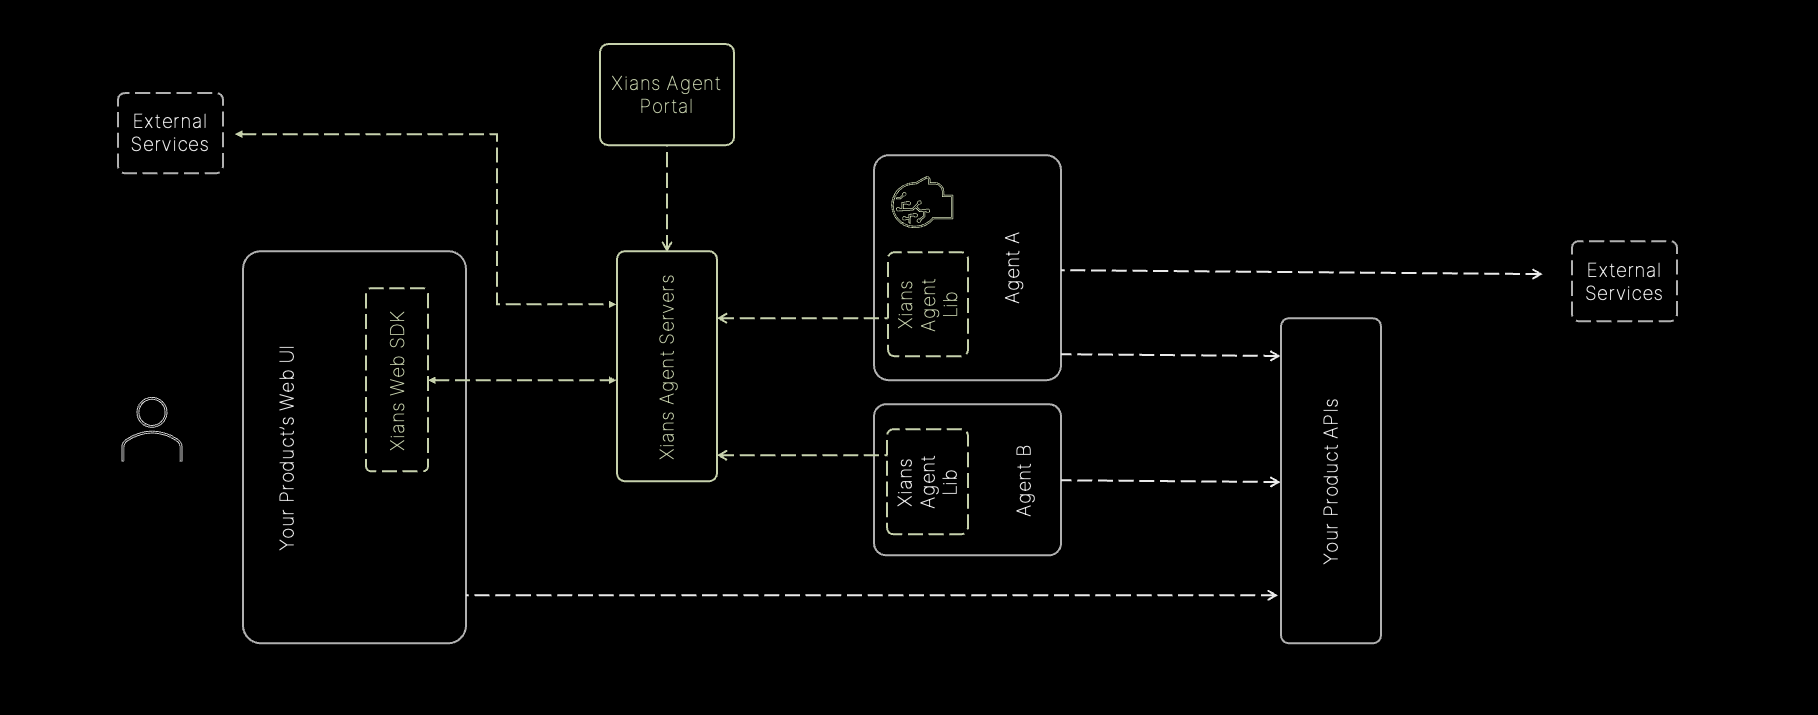 Xians Agent
Portal
External
Services
Your Product's Web UI
Xians Web SDK
Xians Agent Servers
Xians
Agent
Lib
Agent A
Xians
Agent
Lib
Agent B
Your Product APIs
External
Services